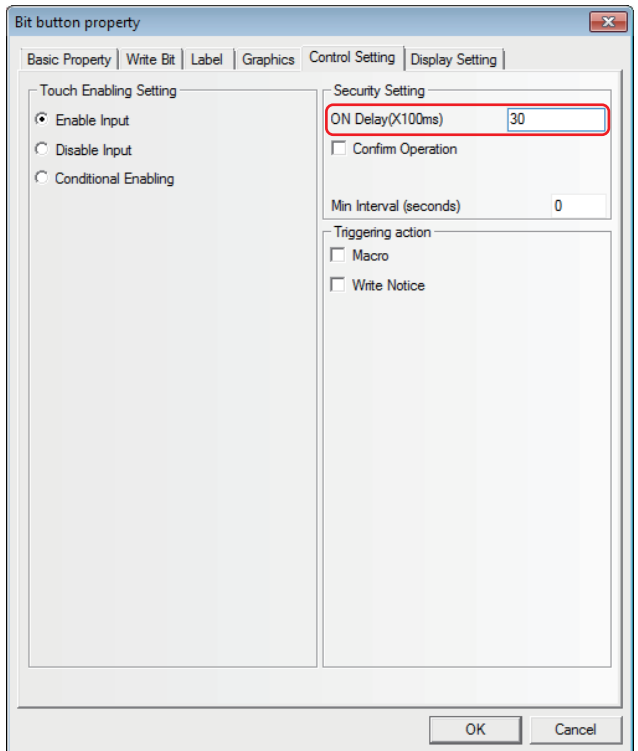 Bit button property
Basic Property Write Bit Label Graphics Control Setting Display Setting
Touch Enabling Setting
Enable Input
Disable Input
Conditional Enabling
Security Setting
ON Delay(X100ms) 30
Confirm Operation
Min Interval (seconds) 0
Triggering action
Macro
Write Notice
OK Cancel